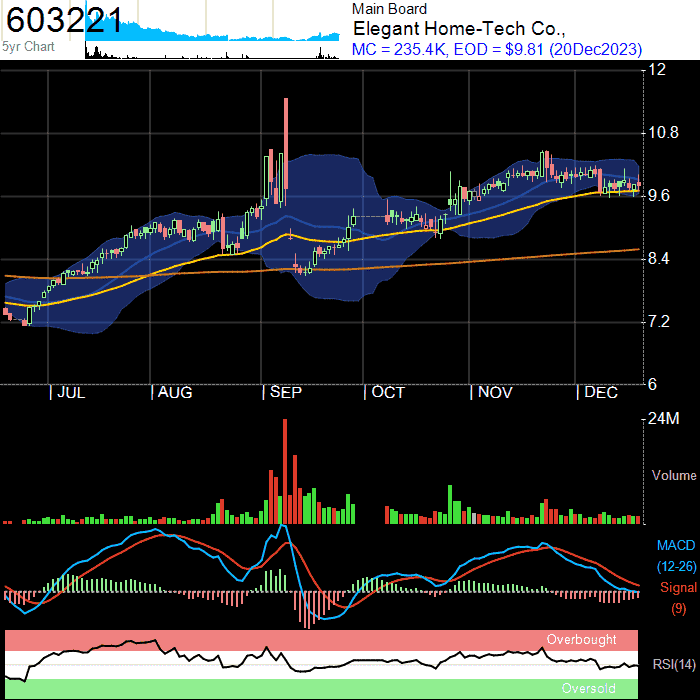 603221
5yr Chart
Main Board
Elegant Home-Tech Co.,
MC = 235.4K, EOD = $9.81 (20Dec2023)
12
10.8
9.6
8.4
7.2
6
| JUL | AUG | SEP | OCT | NOV | DEC
24M
Volume
MACD
(12-26)
Signal
(9)
Overbought
RSI(14)
Oversold